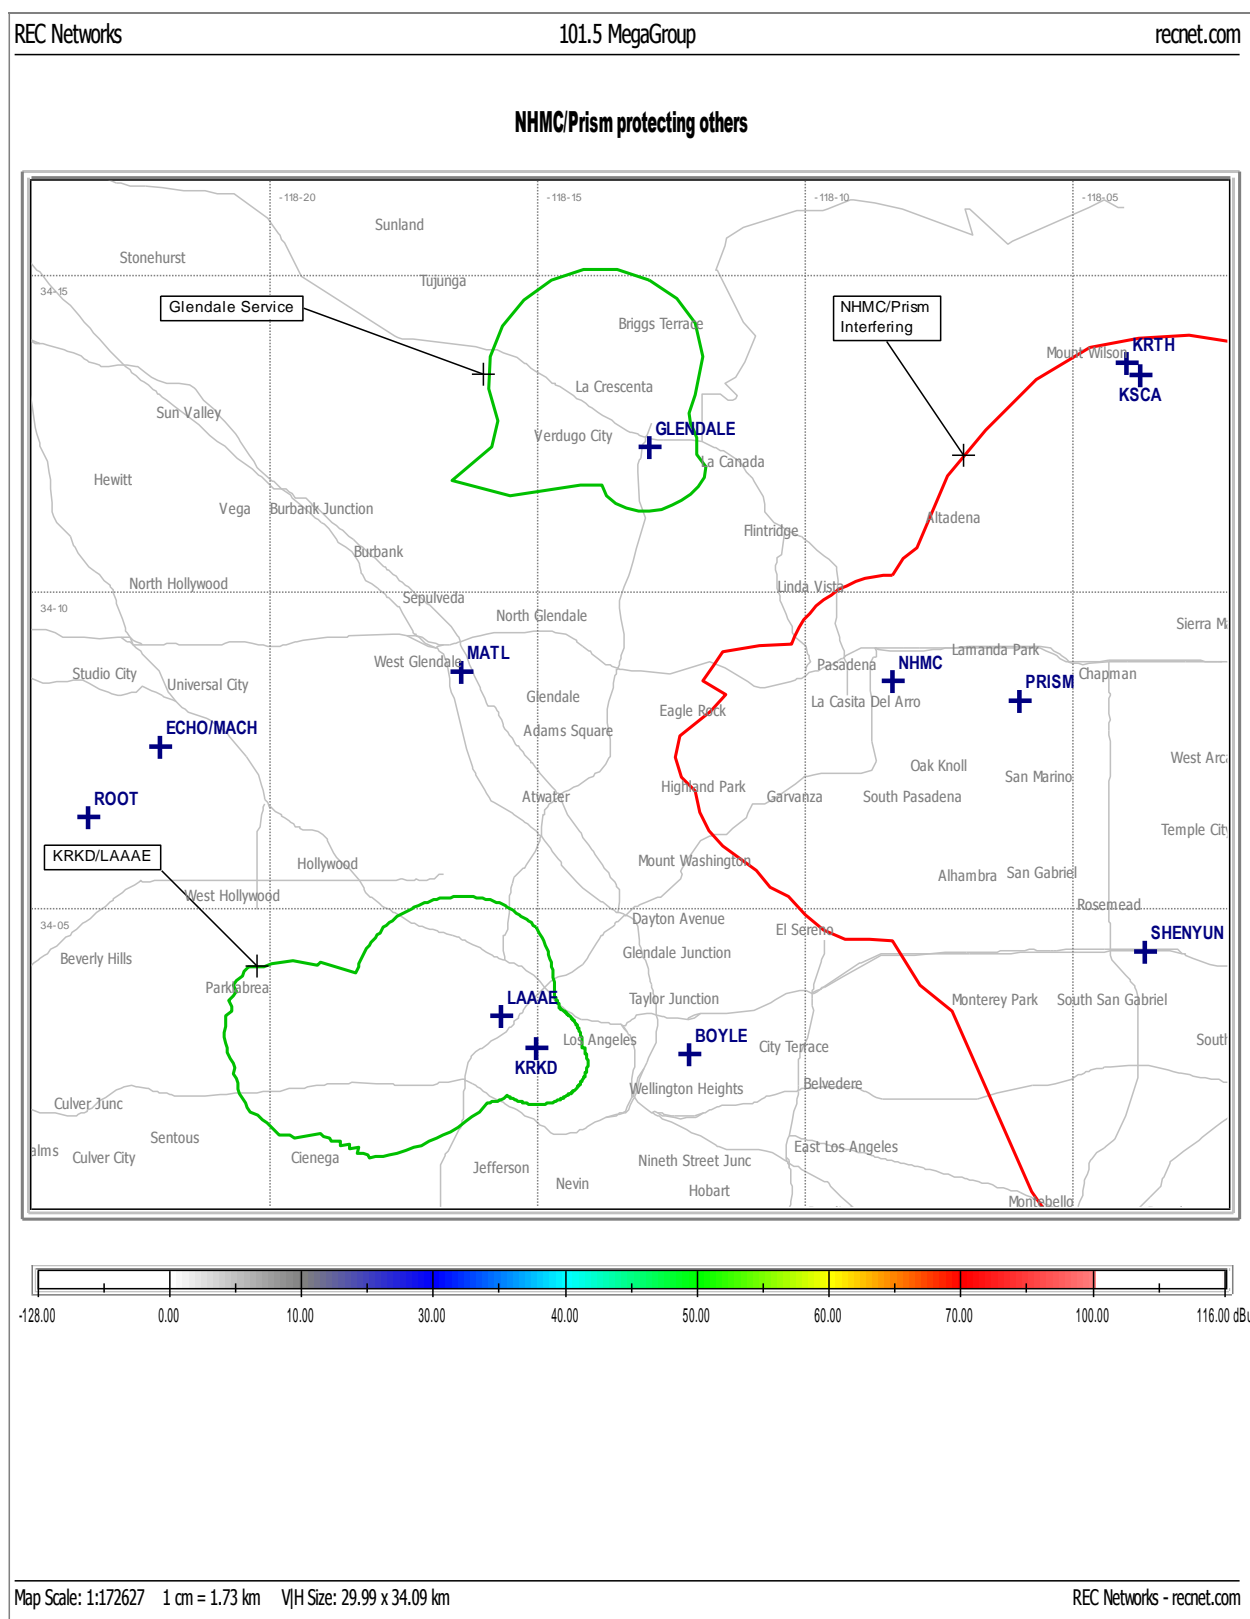 REC Networks
101.5 MegaGroup
recnet.com
NHMC/Prism protecting others
-118-20
-118-15
-118-10
-118-05
Sunland
Stonehurst
Tujunga
34-15
Glendale Service
NHMC/Prism
Interfering
Briggs Terrace
KRTH
Mount Wilson
KSCA
La Crescenta
Sun Valley
GLENDALE
Verdugo City
La Canada
Hewitt
Vega
Burbank Junction
Altadena
Flintridge
Burbank
North Hollywood
Linda Vista
Sepulveda
34-10
North Glendale
Sierra M
MATL
West Glendale
Lamanda Park
Pasadena
NHMC
Studio City
Universal City
Chapman
PRISM
Glendale
La Casita Del Arro
Eagle Rock
ECHO/MACH
Adams Square
West Arc
Oak Knoll
San Marino
Highland Park
ROOT
Atwater
Garvanza
South Pasadena
Temple City
KRKD/LAAAE
Hollywood
Mount Washington
Alhambra
San Gabriel
West Hollywood
Rosemead
34-05
Dayton Avenue
El Sereno
SHENYUN
Beverly Hills
Glendale Junction
Parklabrea
LAAAE
Taylor Junction
Monterey Park
South San Gabriel
BOYLE
Los Angeles
City Terrace
South
KRKD
Wellington Heights
Belvedere
Culver Junc
Sentous
East Los Angeles
alms
Culver City
Cienega
Jefferson
Nineth Street Junc
Nevin
Hobart
Montebello
-128.00
0.00
10.00
30.00
40.00
50.00
60.00
70.00
100.00
116.00 dBu
Map Scale: 1:172627
1 cm = 1.73 km
V|H Size: 29.99 x 34.09 km
REC Networks - recnet.com